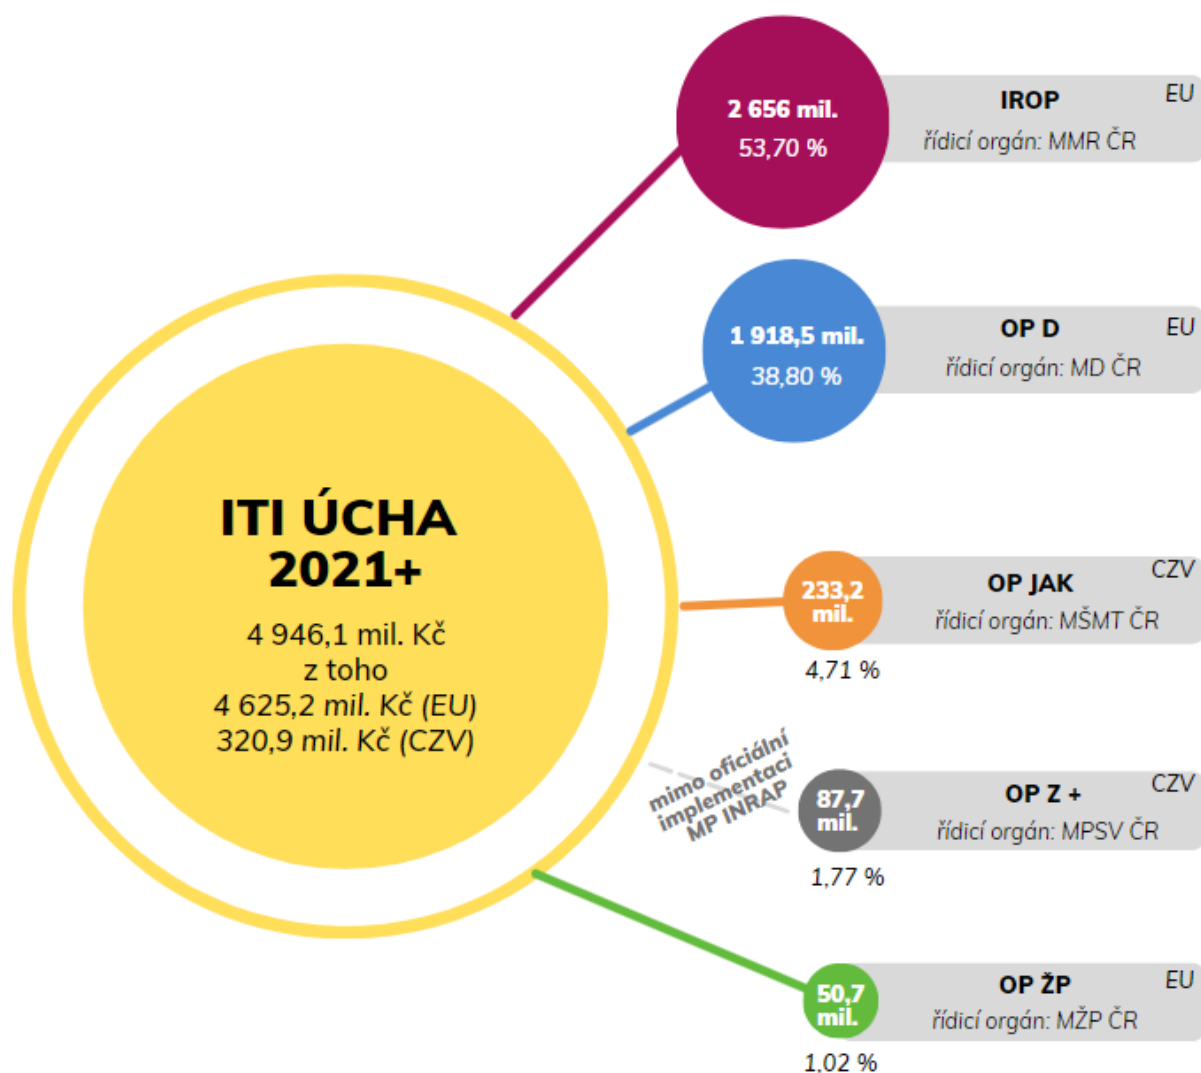 2 656 mil.
53,70 %
IROP
EU
řídicí orgán: MMR ČR
1 918,5 mil.
38,80 %
OP D
EU
řídicí orgán: MD ČR
ITI ÚCHA
2021+
4 946,1 mil. Kč
z toho
4 625,2 mil. Kč (EU)
320,9 mil. Kč (CZV)
233,2
mil.
4,71 %
OP JAK
CZV
řídicí orgán: MŠMT ČR
mimo oficiální
implementaci
MP INRAP
87,7
mil.
1,77 %
OP Z +
CZV
řídicí orgán: MPSV ČR
50,7
mil.
1,02 %
OP ŽP
EU
řídicí orgán: MŽP ČR